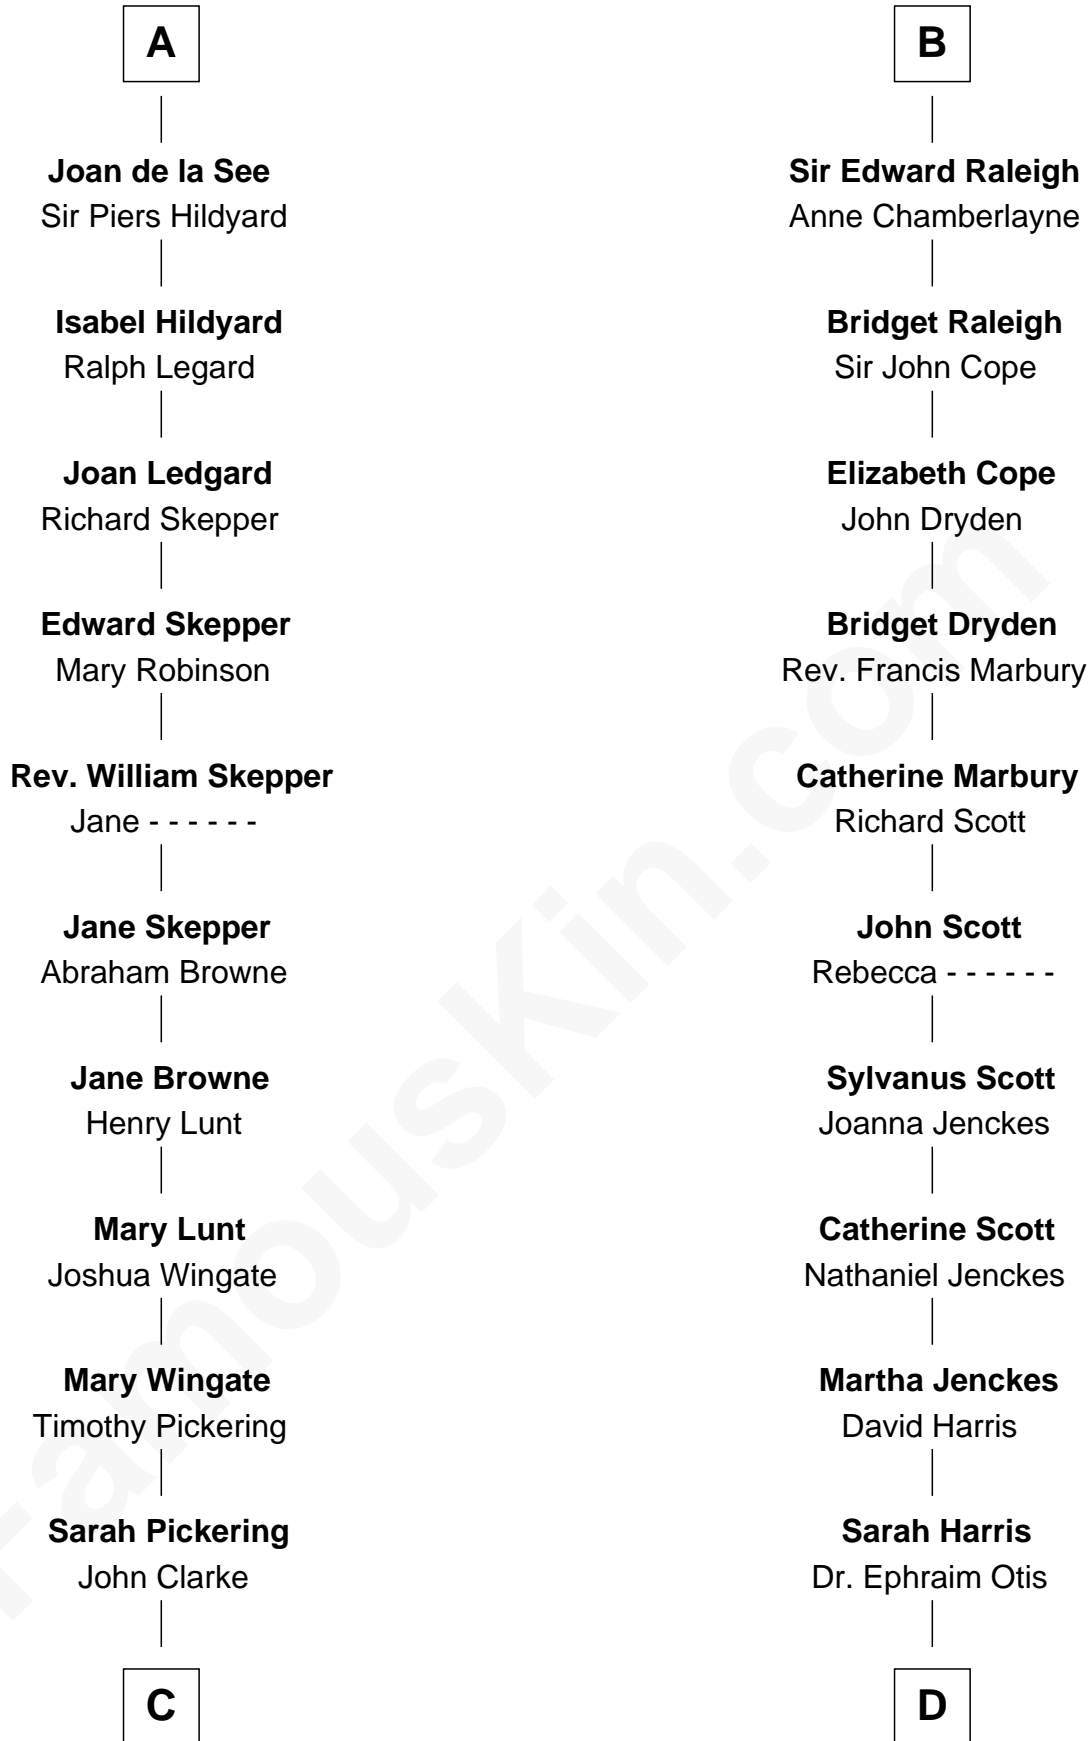 A
Joan de la See
Sir Piers Hildyard
Isabel Hildyard
Ralph Legard
Joan Ledgard
Richard Skepper
Edward Skepper
Mary Robinson
Rev. William Skepper
Jane - - - - - -
Jane Skepper
Abraham Browne
Jane Browne
Henry Lunt
Mary Lunt
Joshua Wingate
Mary Wingate
Timothy Pickering
Sarah Pickering
John Clarke
C
B
Sir Edward Raleigh
Anne Chamberlayne
Bridget Raleigh
Sir John Cope
Elizabeth Cope
John Dryden
Bridget Dryden
Rev. Francis Marbury
Catherine Marbury
Richard Scott
John Scott
Rebecca - - - - - -
Sylvanus Scott
Joanna Jenckes
Catherine Scott
Nathaniel Jenckes
Martha Jenckes
David Harris
Sarah Harris
Dr. Ephraim Otis
D
FamousKin.com